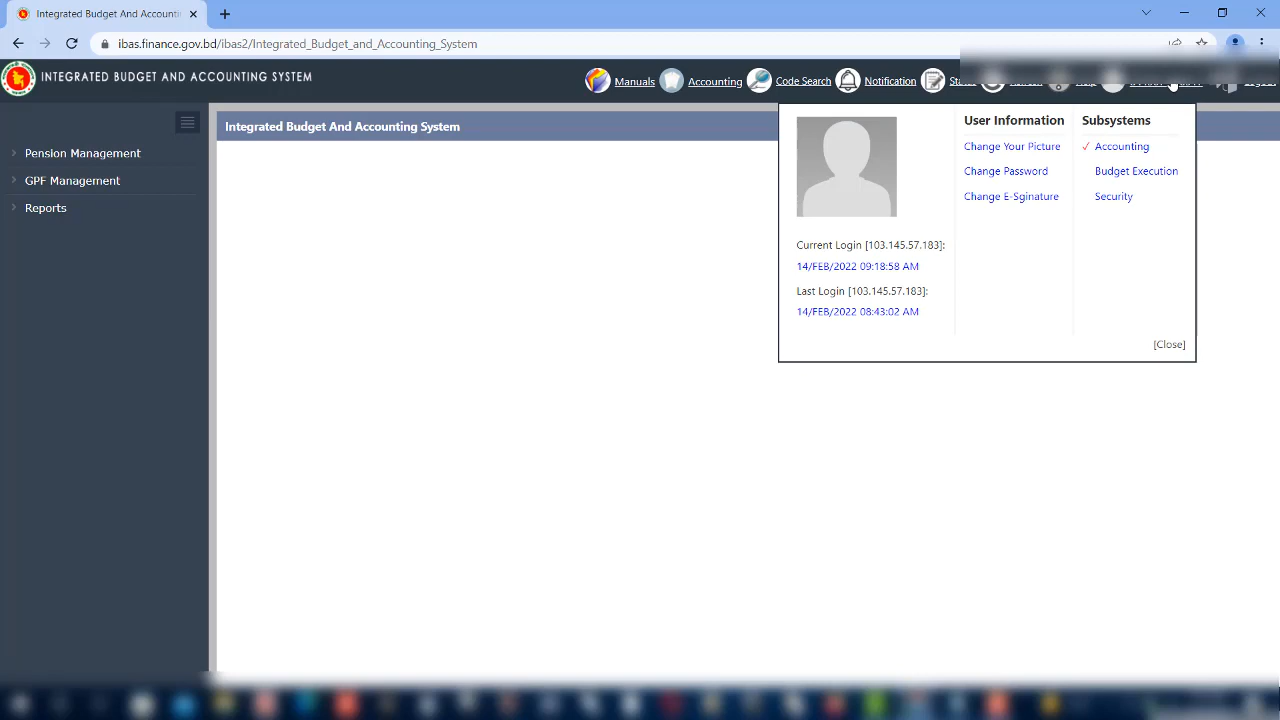 Integrated Budget and Accounti
ibas.finance.gov.bd/ibas2/Integrated_Budget_and_Accounting_System
INTEGRATED BUDGET AND ACCOUNTING SYSTEM
Manuals
Accounting
Code Search
Notification
Integrated Budget And Accounting System
Pension Management
GPF Management
Reports
User Information
Change Your Picture
Change Password
Change E-Sginature
Subsystems
✓ Accounting
Budget Execution
Security
Current Login [103.145.57.183]:
14/FEB/2022 09:18:58 AM
Last Login [103.145.57.183]:
14/FEB/2022 08:43:02 AM
[Close]